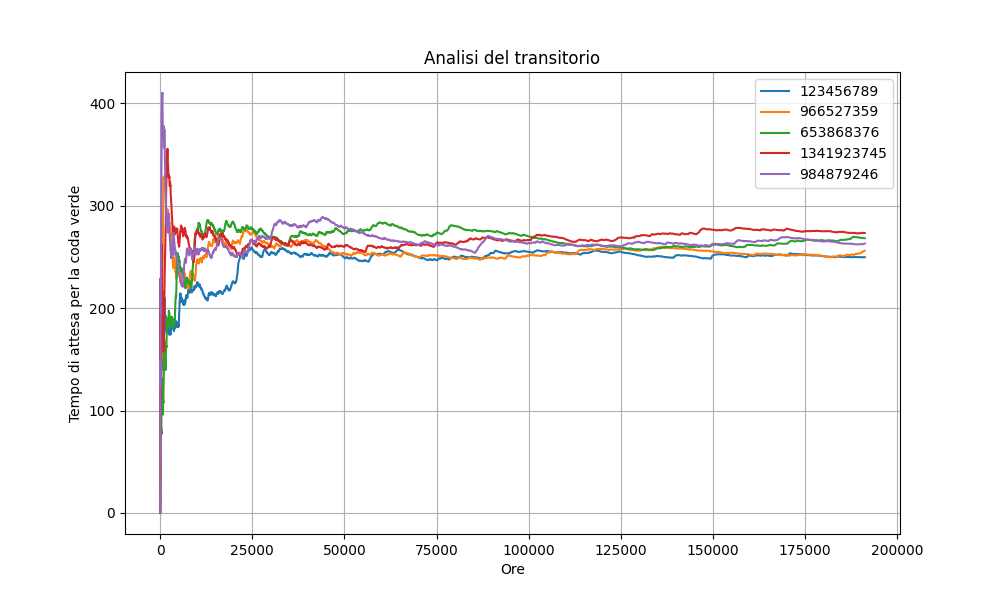 Analisi del transitorio
123456789
966527359
653868376
1341923745
984879246
Tempo di attesa per la coda verde
400
300
200
100
0
0 25000 50000 75000 100000 125000 150000 175000 200000
Ore